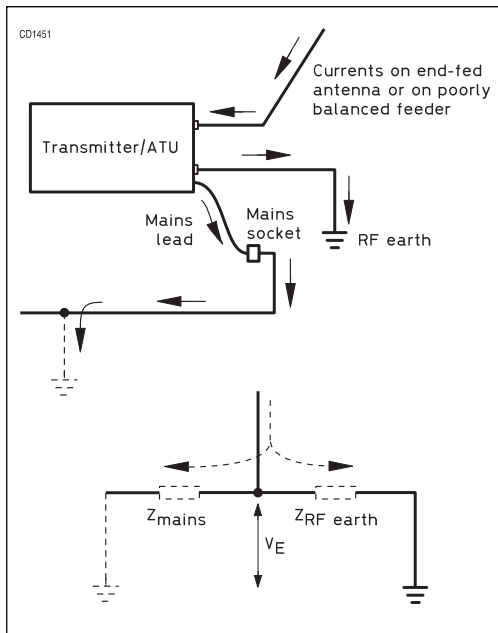 CD1451
Currents on end-fed
antenna or on poorly
balanced feeder
Transmitter/ATU
Mains
lead
Mains
socket
RF earth
Zmains
ZRF earth
VE